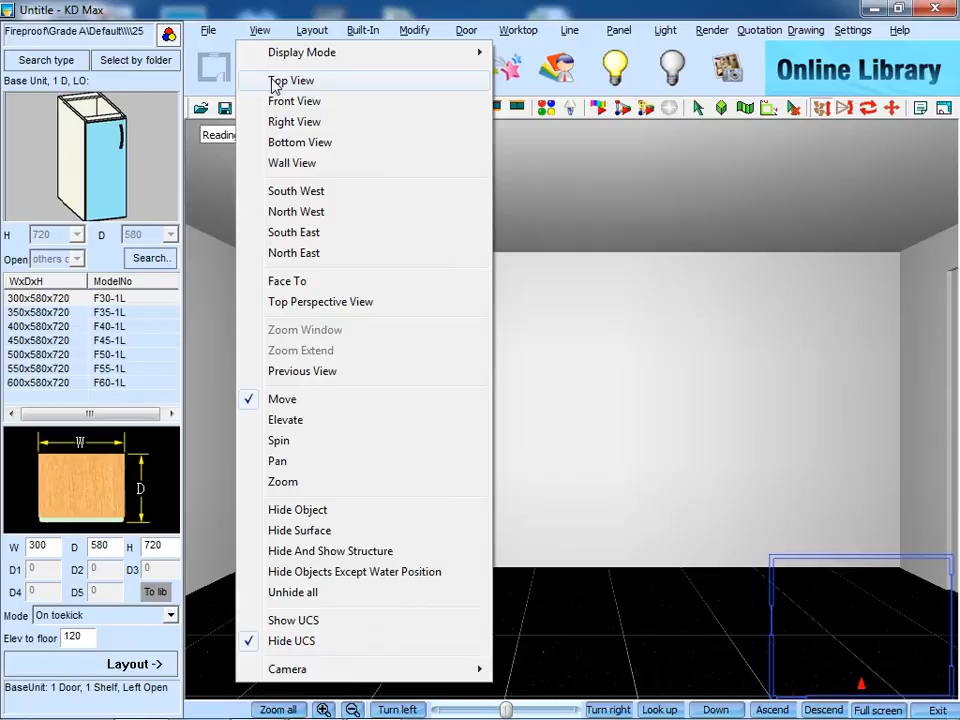 Untitle - KD Max
Fireproof\Grade A\Default\\\\25
File View Layout Built-In Modify Door Worktop Line Panel Light Render Quotation Drawing Settings Help
Search type Select by folder
Base Unit, 1 D, LO:
Online Library
Reading
Display Mode
Top View
Front View
Right View
Bottom View
Wall View
South West
North West
South East
North East
Face To
Top Perspective View
Zoom Window
Zoom Extend
Previous View
Move
Elevate
Spin
Pan
Zoom
Hide Object
Hide Surface
Hide And Show Structure
Hide Objects Except Water Position
Unhide all
Show UCS
Hide UCS
Camera
H 720 D 580
Open others c Search..
WxDxH ModelNo
300x580x720 F30-1L
350x580x720 F35-1L
400x580x720 F40-1L
450x580x720 F45-1L
500x580x720 F50-1L
550x580x720 F55-1L
600x580x720 F60-1L
W
D
W 300 D 580 H 720
D1 0 D2 0 D3 0
D4 0 D5 0 To lib
Mode On toekick
Elev to floor 120
Layout ->
BaseUnit: 1 Door, 1 Shelf, Left Open
Zoom all Turn left Turn right Look up Down Ascend Descend Full screen Exit